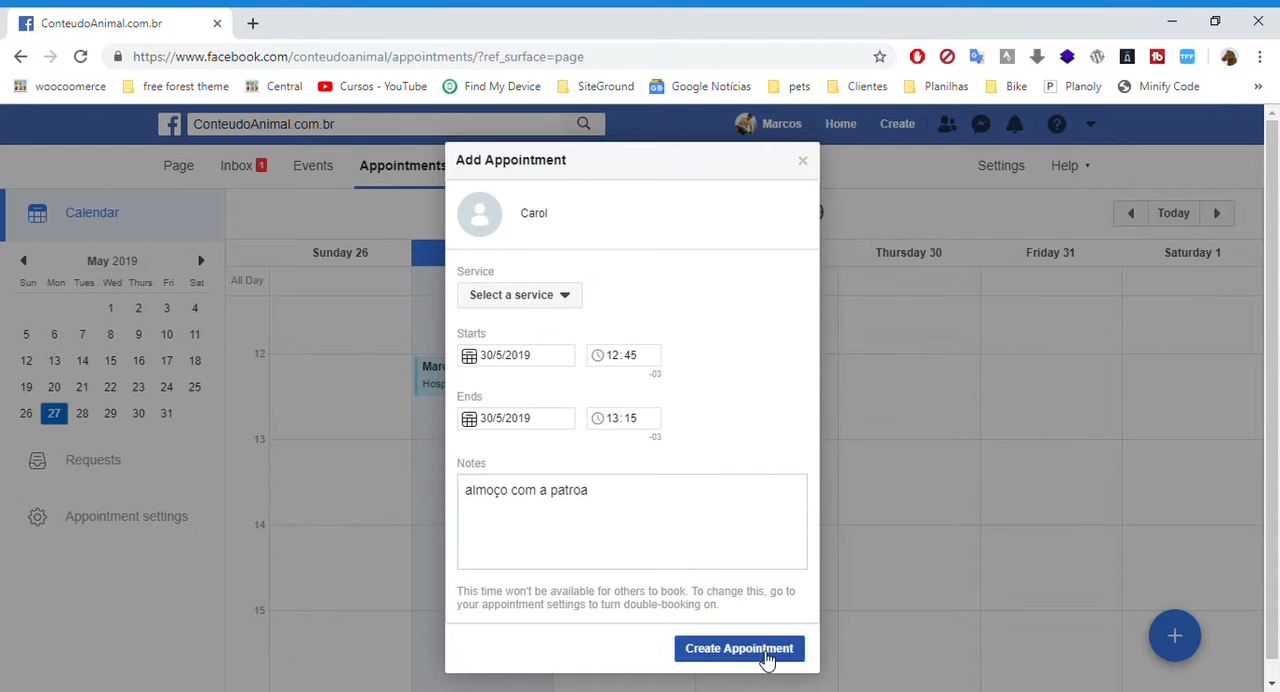 ConteudoAnimal.com.br
https://www.facebook.com/conteudoanimal/appointments/?ref_surface=page
woocoomerce free forest theme Central Cursos - YouTube Find My Device SiteGround Google Notícias pets Clientes Planilhas Bike Planoly Minify Code »
ConteudoAnimal.com.br Marcos Home Create
Page Inbox 1 Events Appointments Settings Help
Add Appointment
Carol
Calendar
Today
Sunday 26 Thursday 30 Friday 31 Saturday 1
May 2019
Sun Mon Tues Wed Thurs Fri Sat
1 2 3 4
5 6 7 8 9 10 11
12 13 14 15 16 17 18
19 20 21 22 23 24 25
26 27 28 29 30 31
Requests
Appointment settings
All Day
12
13
14
15
Hosp
Service
Select a service
Starts
30/5/2019 12:45
-03
Ends
30/5/2019 13:15
-03
Notes
almoço com a patroa
This time won't be available for others to book. To change this, go to
your appointment settings to turn double-booking on.
Create Appointment